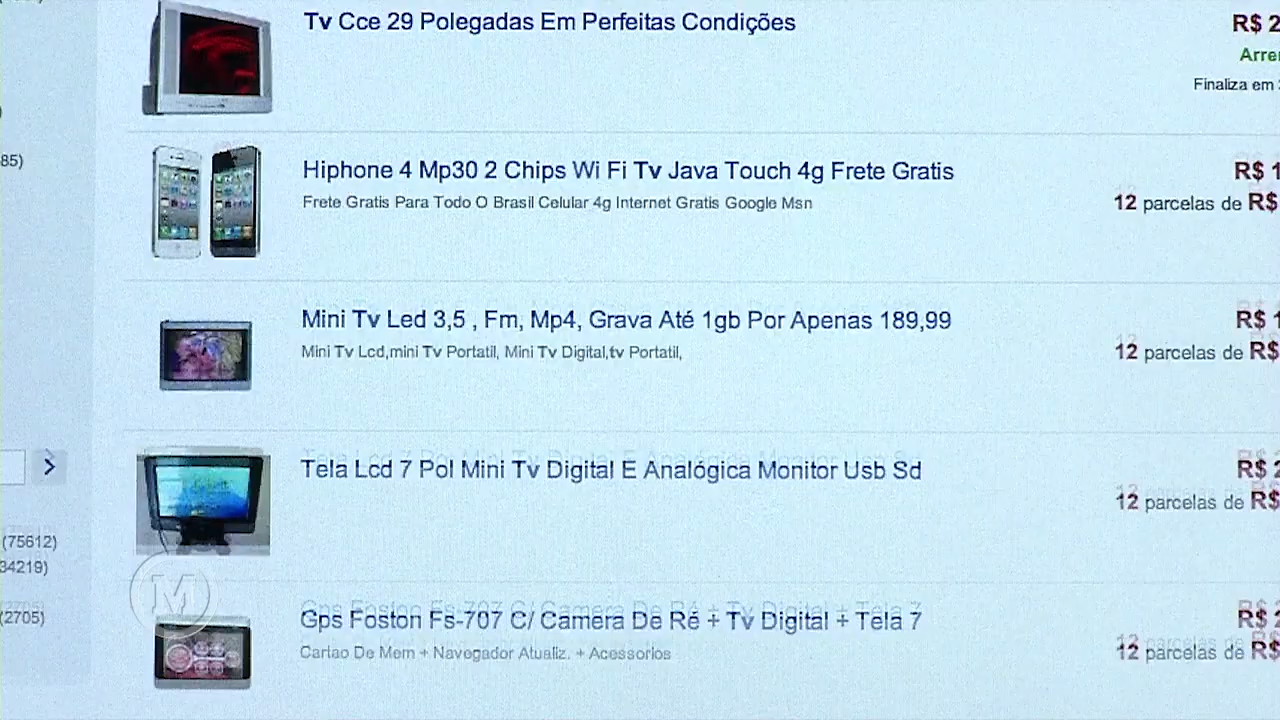 Tv Cce 29 Polegadas Em Perfeitas Condições
R$ 2
Arre
Finaliza em
85)
Hiphone 4 Mp30 2 Chips Wi Fi Tv Java Touch 4g Frete Gratis
R$ 1
Frete Gratis Para Todo O Brasil Celular 4g Internet Gratis Google Msn
12 parcelas de R$
Mini Tv Led 3,5 , Fm, Mp4, Grava Até 1gb Por Apenas 189,99
R$ 1
Mini Tv Lcd,mini Tv Portatil, Mini Tv Digital,tv Portatil,
12 parcelas de R$
Tela Lcd 7 Pol Mini Tv Digital E Analógica Monitor Usb Sd
R$ 2
12 parcelas de R$
(75612)
34219)
M
(2705)
Gps Foston Fs-707 C/ Camera De Ré + Tv Digital + Tela 7
R$ 2
Cartao De Mem + Navegador Atualiz. + Acessorios
12 parcelas de R$